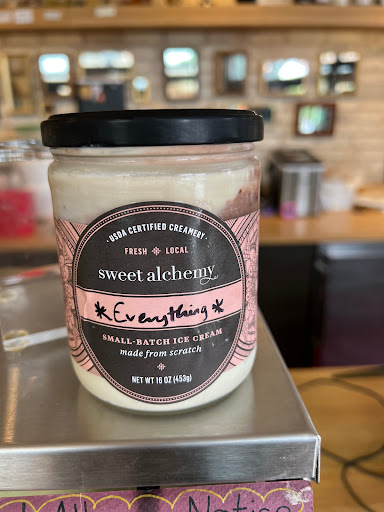 USDA CERTIFIED CREAMERY
FRESH LOCAL
sweet alchemy
*Everything*
SMALL-BATCH ICE CREAM
made from scratch
NET WT 16 OZ (453g)